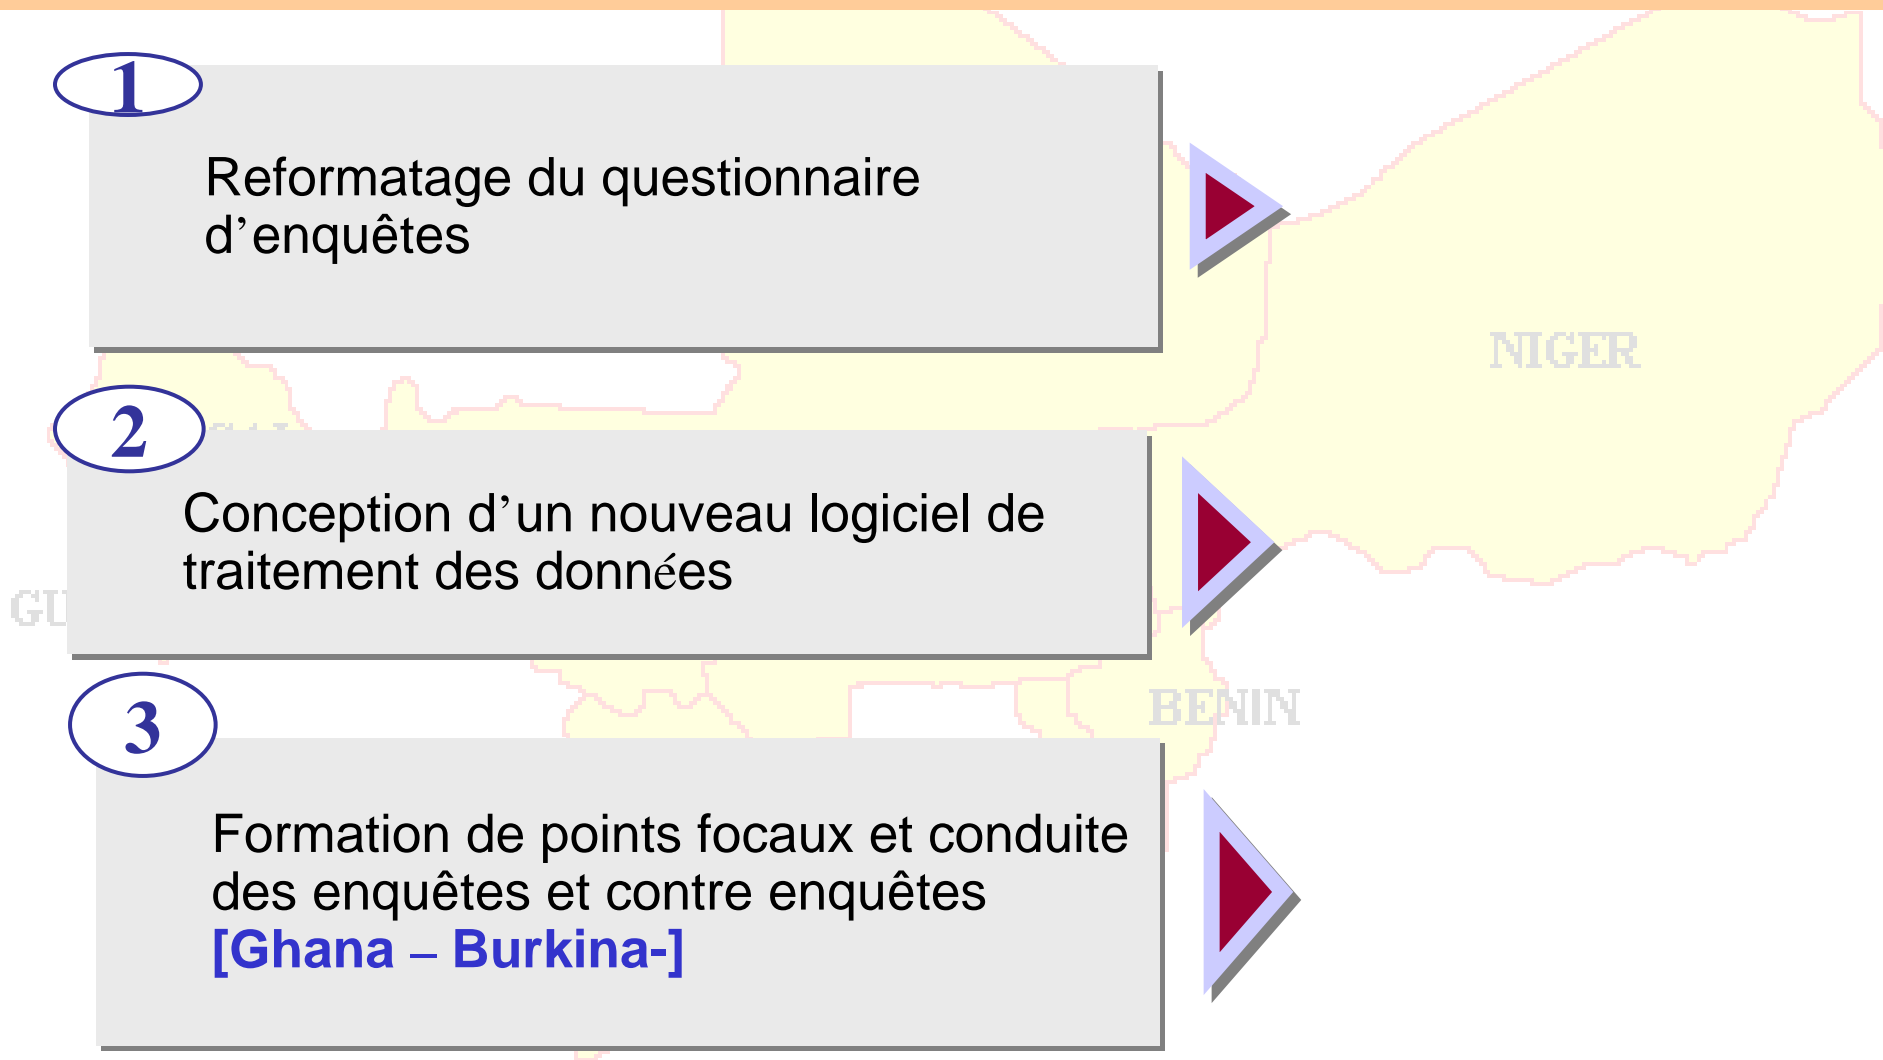 1
Reformatage du questionnaire
d’enquêtes
NIGER
2
Conception d’un nouveau logiciel de
traitement des données
BENIN
3
Formation de points focaux et conduite
des enquêtes et contre enquêtes
[Ghana – Burkina-]